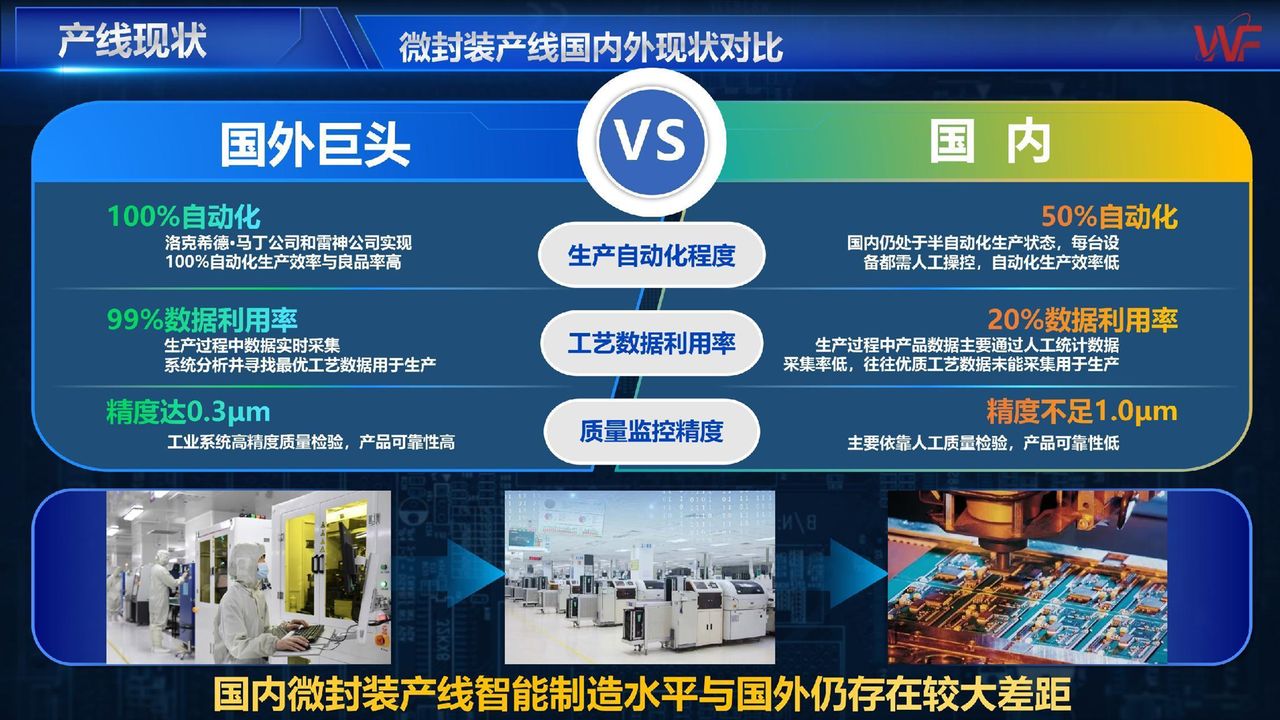 产线现状
微封装产线国内外现状对比
WF
国外巨头
VS
国 内
100%自动化
洛克希德·马丁公司和雷神公司实现
100%自动化生产效率与良品率高
生产自动化程度
50%自动化
国内仍处于半自动化生产状态，每台设
备都需人工操控，自动化生产效率低
99%数据利用率
生产过程中数据实时采集
系统分析并寻找最优工艺数据用于生产
工艺数据利用率
20%数据利用率
生产过程中产品数据主要通过人工统计数据
采集率低，往往优质工艺数据未能采集用于生产
精度达0.3μm
工业系统高精度质量检验，产品可靠性高
质量监控精度
精度不足1.0μm
主要依靠人工质量检验，产品可靠性低
国内微封装产线智能制造水平与国外仍存在较大差距